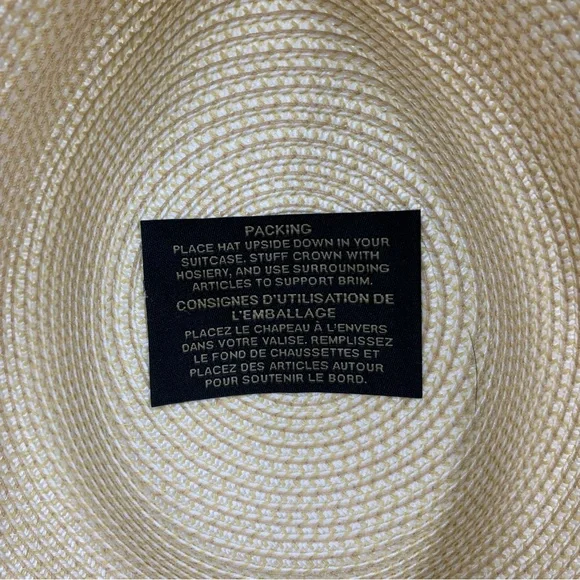 PACKING
PLACE HAT UPSIDE DOWN IN YOUR
SUITCASE. STUFF CROWN WITH
HOSIERY, AND USE SURROUNDING
ARTICLES TO SUPPORT BRIM.
CONSIGNES D'UTILISATION DE
L'EMBALLAGE
PLACEZ LE CHAPEAU À L'ENVERS
DANS VOTRE VALISE. REMPLISSEZ
LE FOND DE CHAUSSETTES ET
PLACEZ DES ARTICLES AUTOUR
POUR SOUTENIR LE BORD.